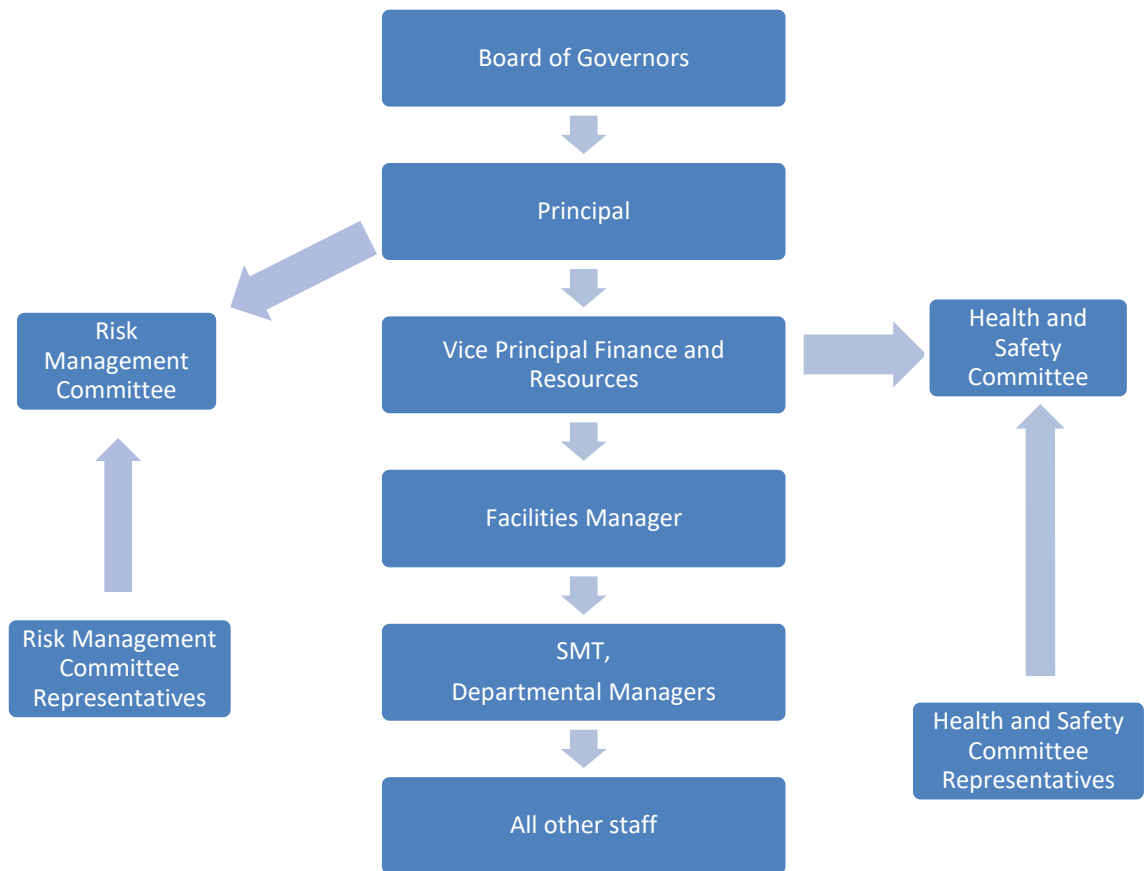 Board of Governors
Principal
Risk
Management
Committee
Vice Principal Finance and
Resources
Health and
Safety
Committee
Facilities Manager
Risk Management
Committee
Representatives
SMT,
Departmental Managers
Health and Safety
Committee
Representatives
All other staff